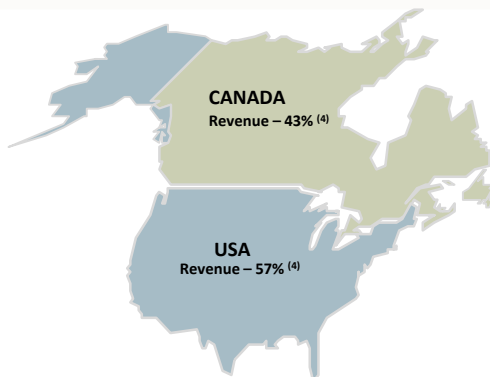 CANADA
Revenue – 43% (4)
USA
Revenue – 57% (4)